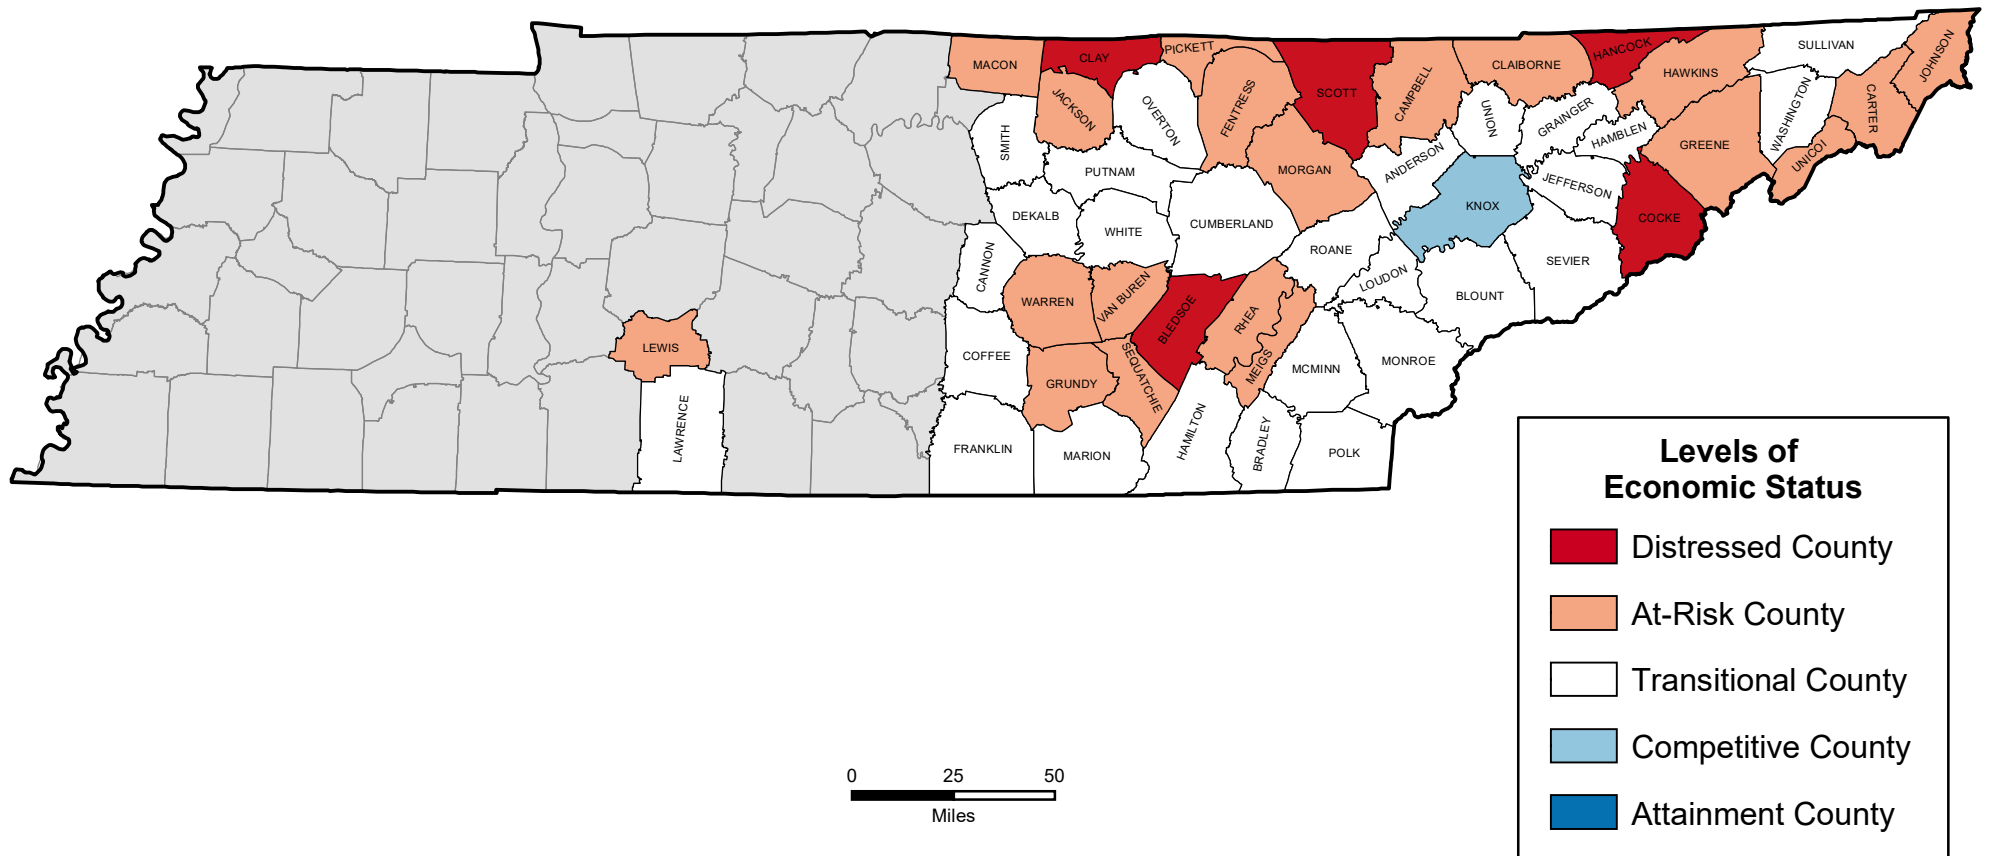 MACON
CLAY
PICKETT
SCOTT
CAMPBELL
CLAIBORNE
HANCOCK
HAWKINS
SULLIVAN
JOHNSON
CARTER
WASHINGTON
UNICOI
GREENE
JACKSON
OVERTON
FENTRESS
UNION
GRAINGER
HAMBLEN
SMITH
PUTNAM
MORGAN
ANDERSON
JEFFERSON
COCKE
KNOX
DEKALB
WHITE
CUMBERLAND
ROANE
LOUDON
BLOUNT
SEVIER
CANNON
WARREN
VAN BUREN
BLEDSOE
RHEA
MEIGS
LEWIS
COFFEE
GRUNDY
SEQUATCHIE
MCMINN
MONROE
LAWRENCE
FRANKLIN
MARION
HAMILTON
BRADLEY
POLK
Levels of
Economic Status
Distressed County
At-Risk County
Transitional County
Competitive County
Attainment County
0 25 50
Miles